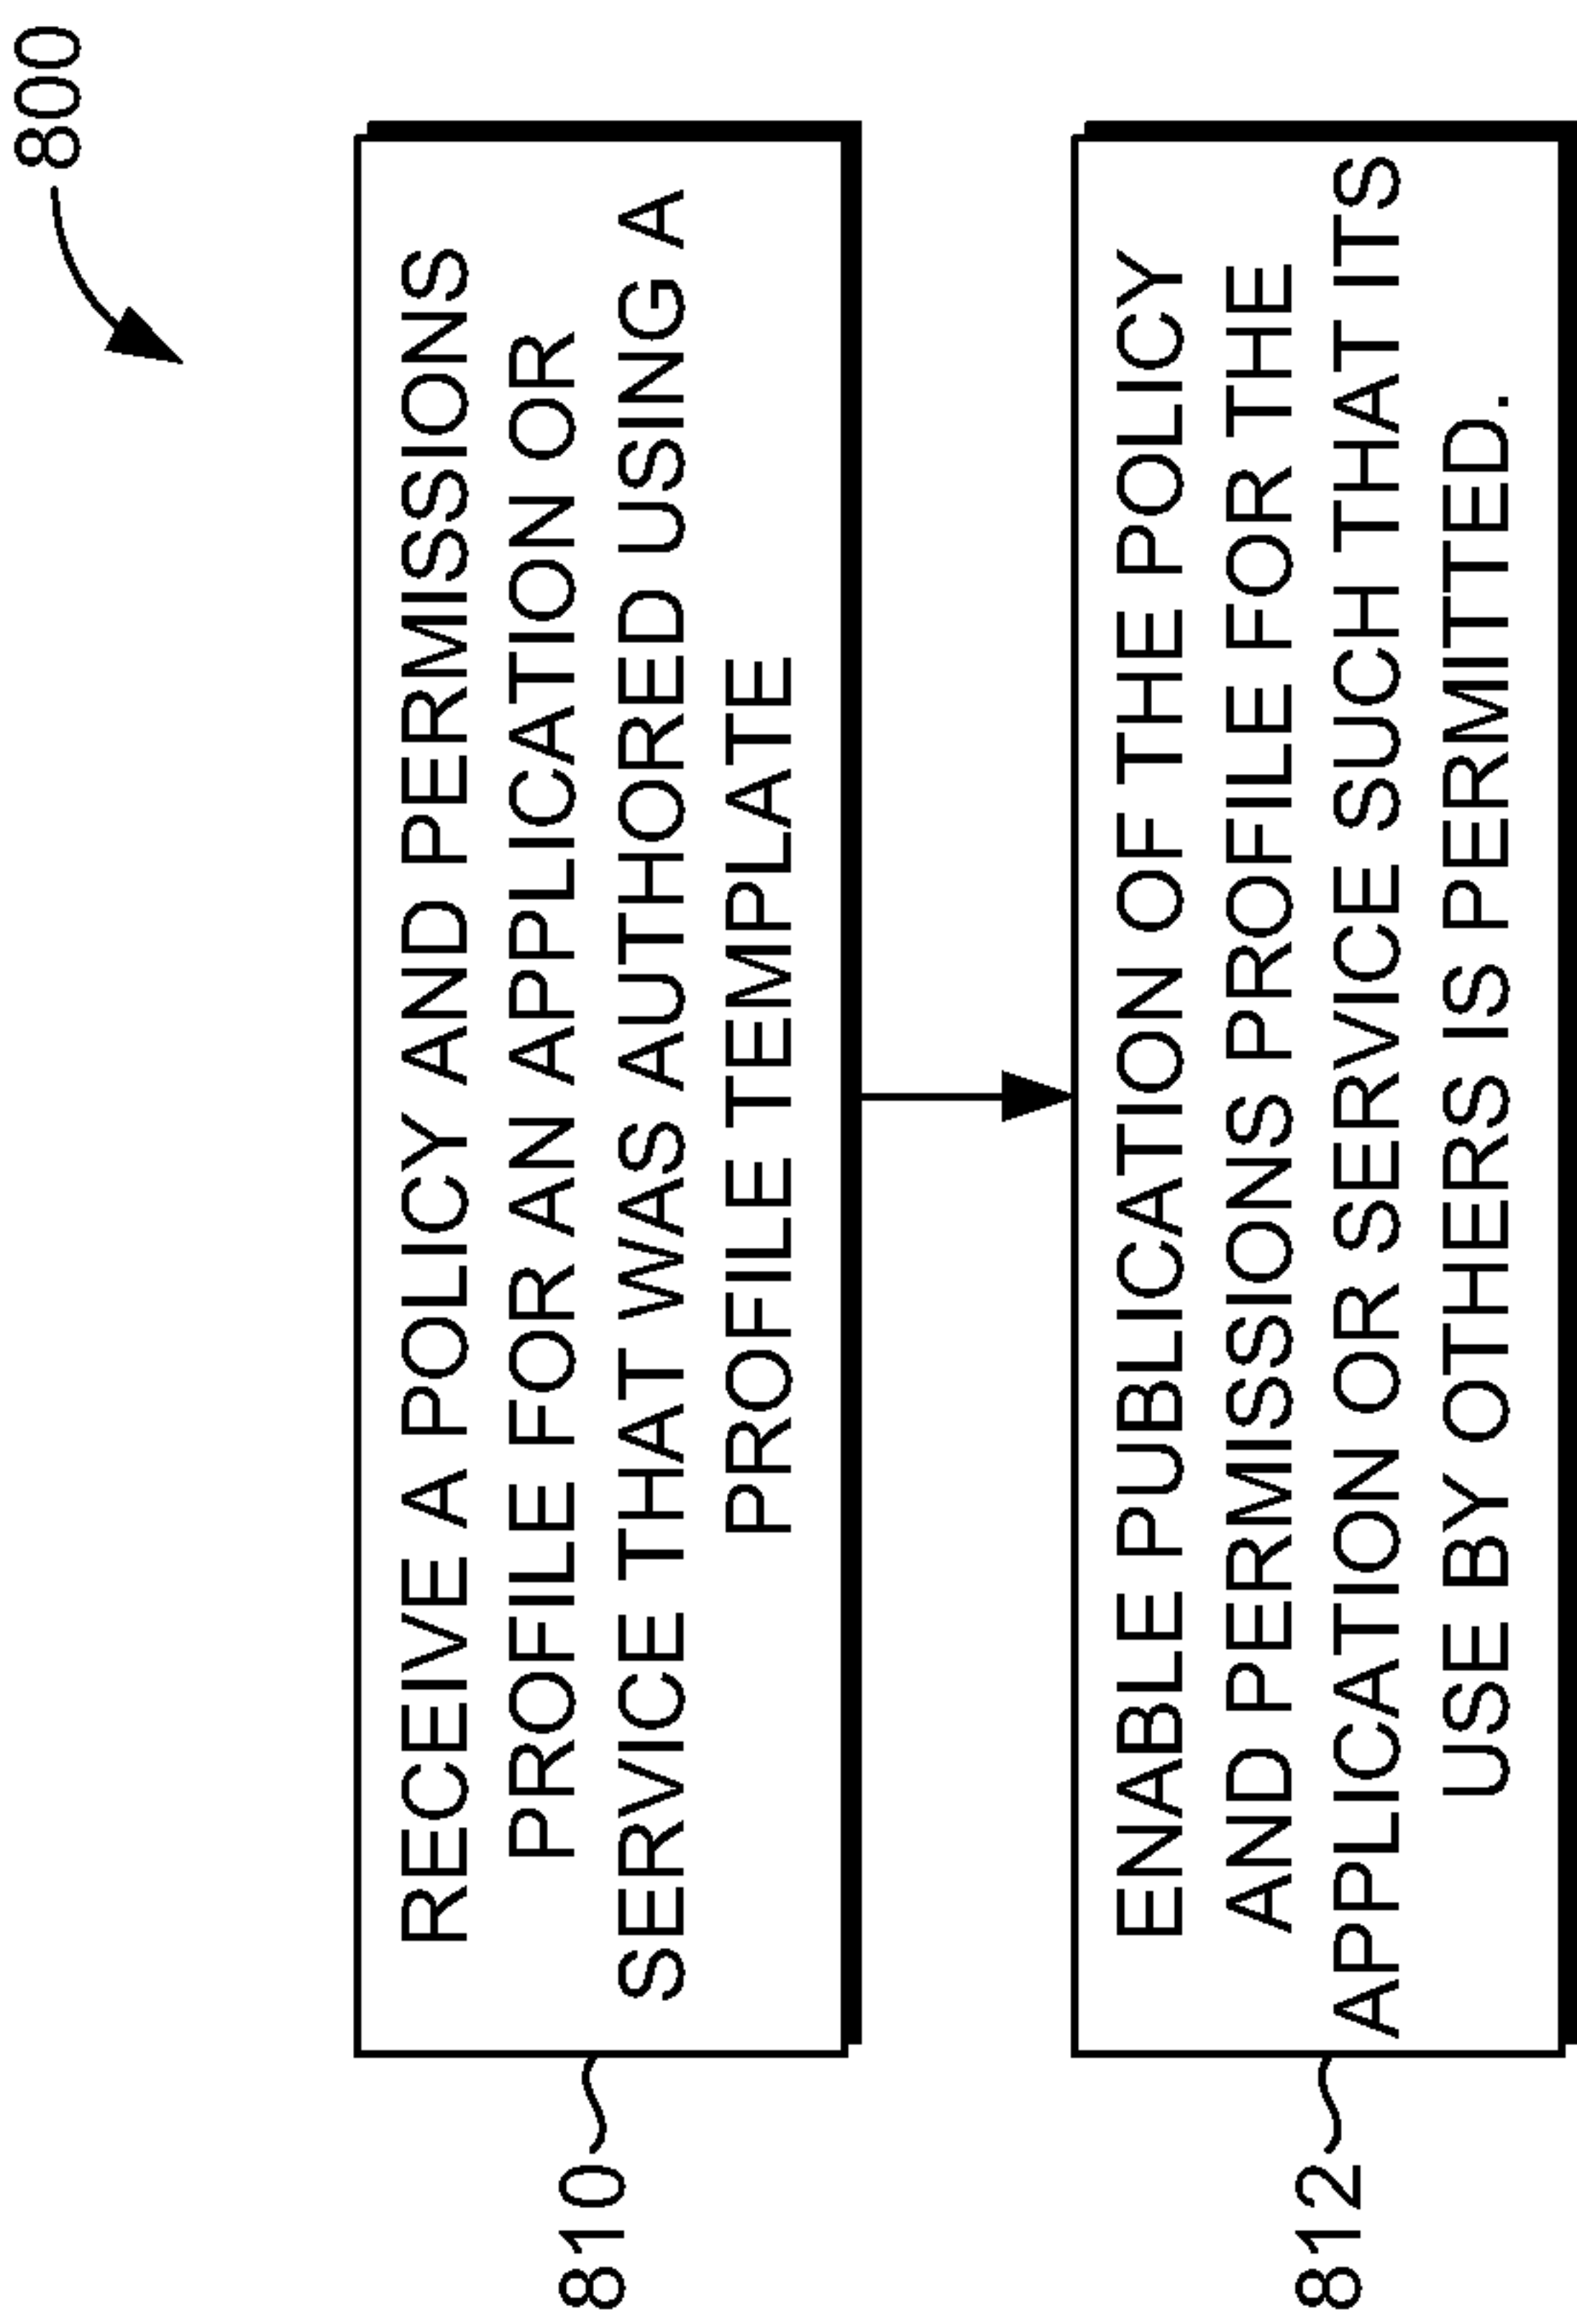 800
810
RECEIVE A POLICY AND PERMISSIONS
PROFILE FOR AN APPLICATION OR
SERVICE THAT WAS AUTHORED USING A
PROFILE TEMPLATE
812
ENABLE PUBLICATION OF THE POLICY
AND PERMISSIONS PROFILE FOR THE
APPLICATION OR SERVICE SUCH THAT ITS
USE BY OTHERS IS PERMITTED.